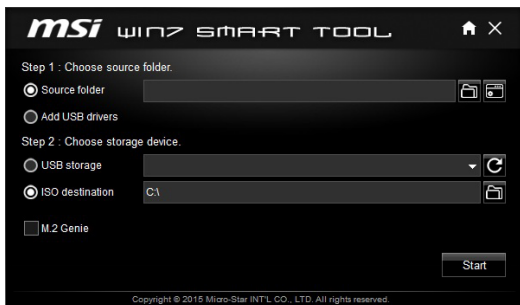 msi WIN7 SMART TOOL
Step 1 : Choose source folder.
Source folder
Add USB drivers
Step 2 : Choose storage device.
USB storage
ISO destination C:\
M.2 Genie
Start
Copyright © 2015 Micro-Star INT'L CO., LTD. All rights reserved.